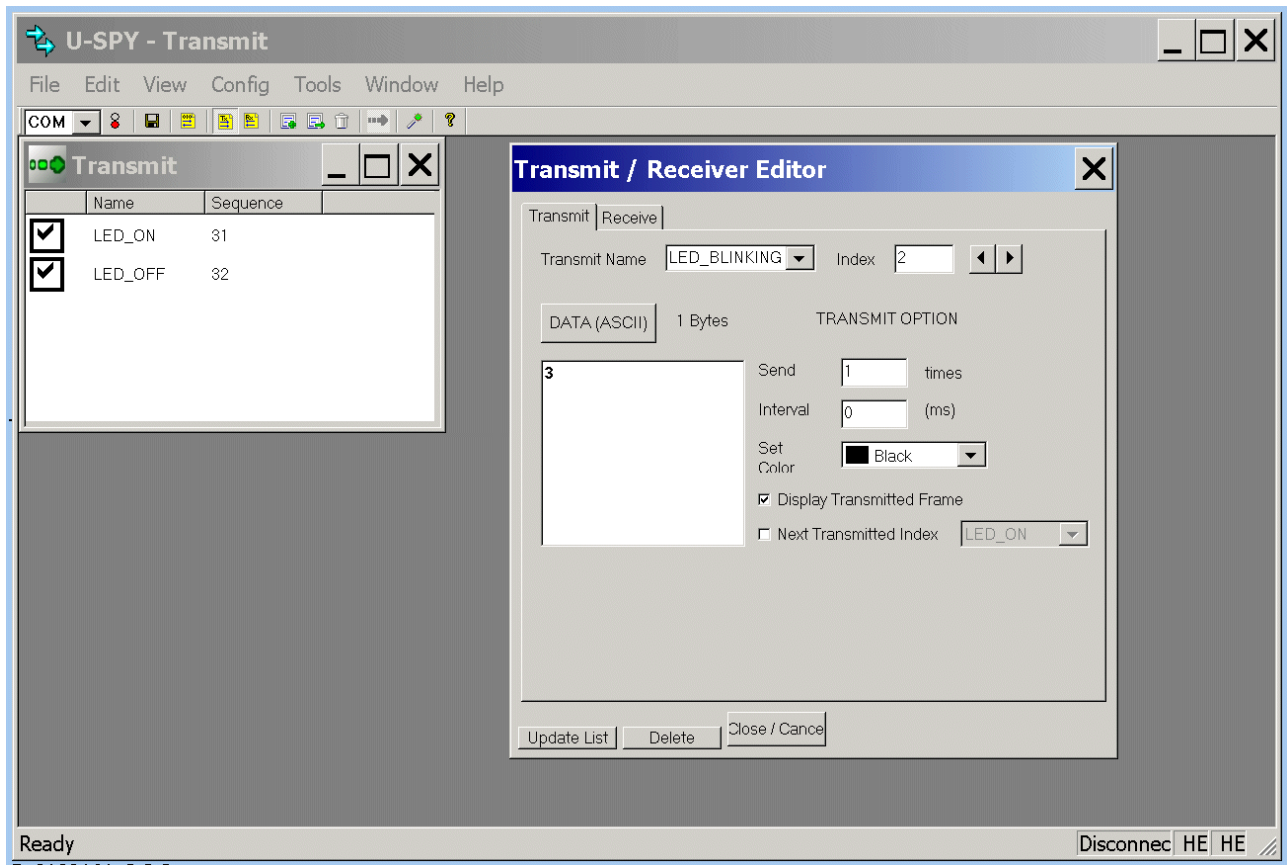 U-SPY - Transmit
File Edit View Config Tools Window Help
COM
Transmit
Name Sequence
LED_ON 31
LED_OFF 32
Transmit / Receiver Editor
Transmit Receive
Transmit Name LED_BLINKING Index 2
DATA (ASCII) 1 Bytes TRANSMIT OPTION
3
Send 1 times
Interval 0 (ms)
Set Color Black
Display Transmitted Frame
Next Transmitted Index LED_ON
Update List Delete Close / Cance
Ready Disconnec HE HE